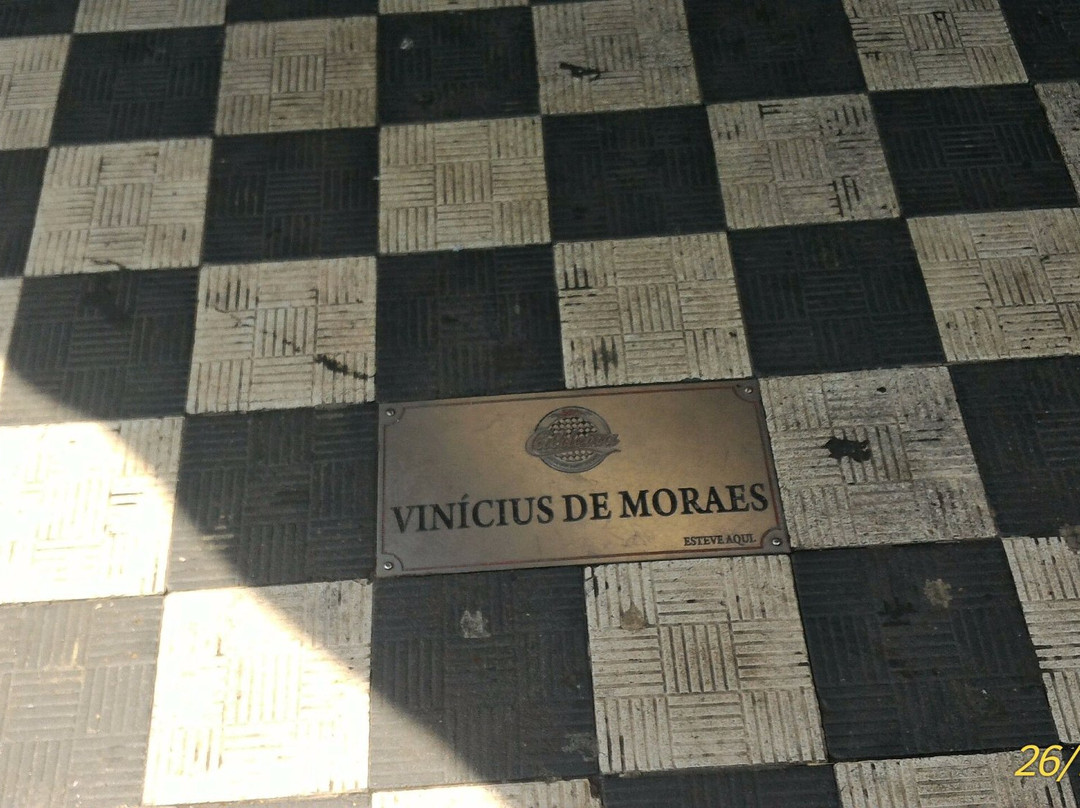 VINÍCIUS DE MORAES
ESTEVE AQUI.
26/